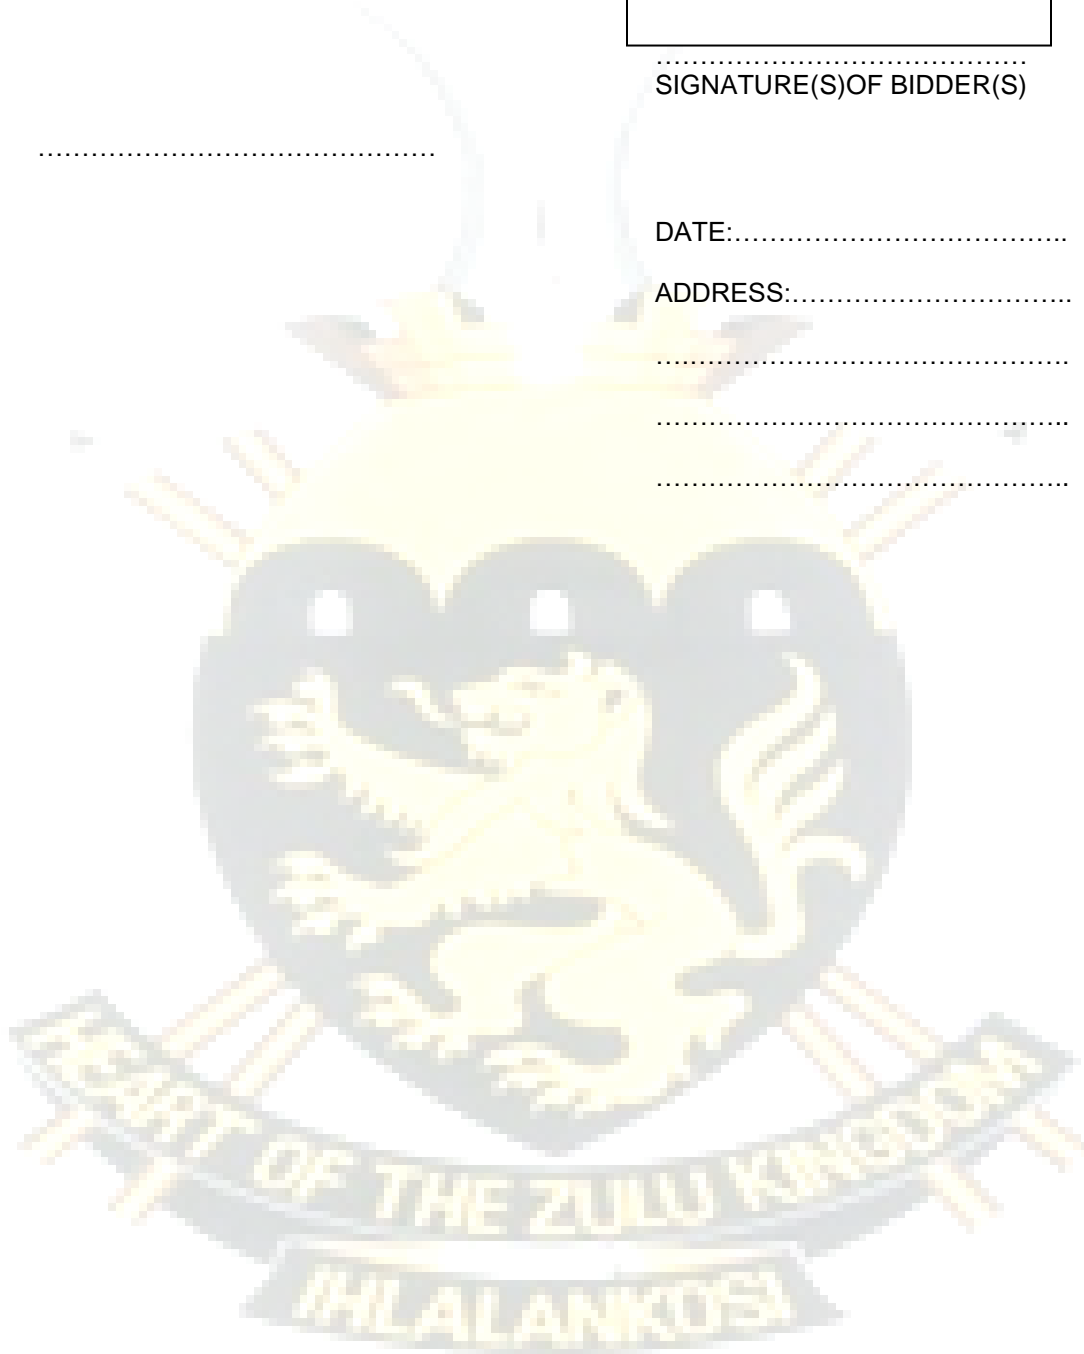 ……………………………………
SIGNATURE(S)OF BIDDER(S)
………………………………………
DATE:………………………………..
ADDRESS:…………………………..
….…………………………………….
………………………………………..
………………………………………..
HEART OF THE ZULU KINGDOM
IHLALANKOSI